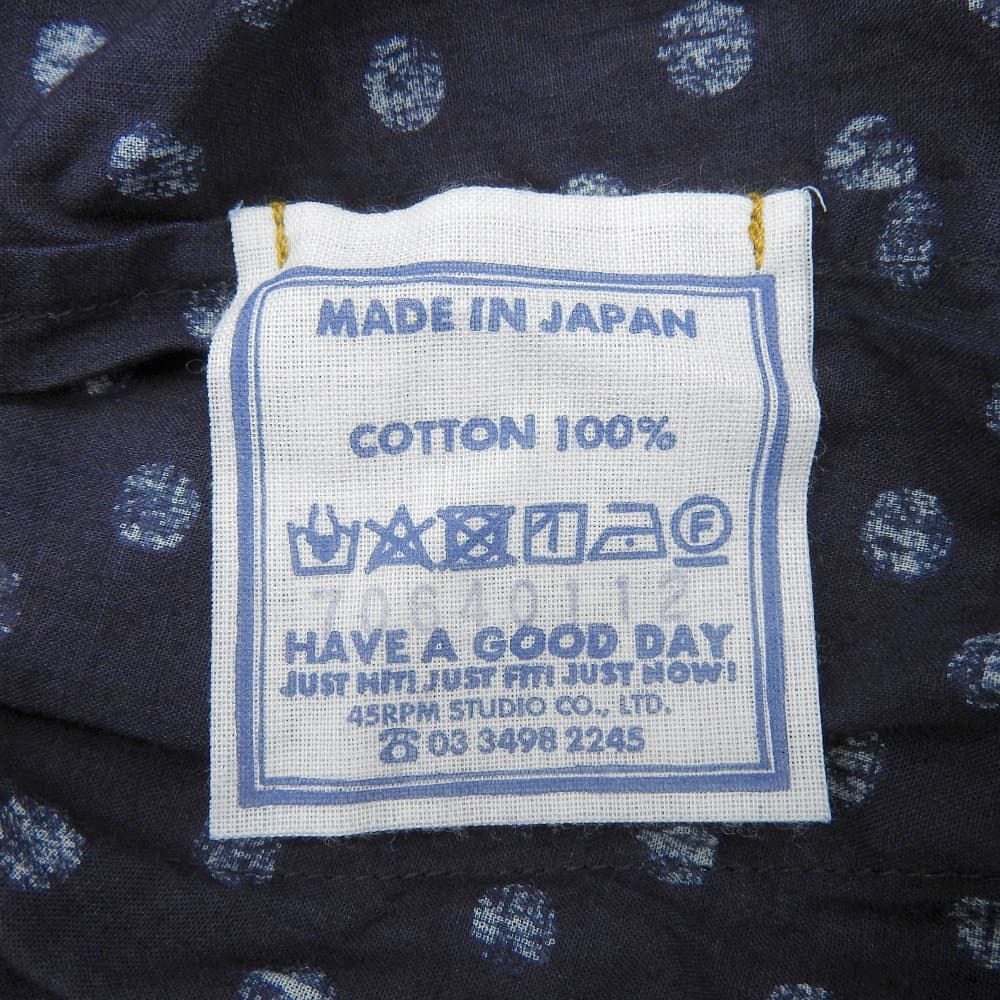 MADE IN JAPAN
COTTON 100%
F
70640112
HAVE A GOOD DAY
JUST HIT! JUST FIT! JUST NOW!
45RPM STUDIO CO., LTD.
☎ 03 3498 2245